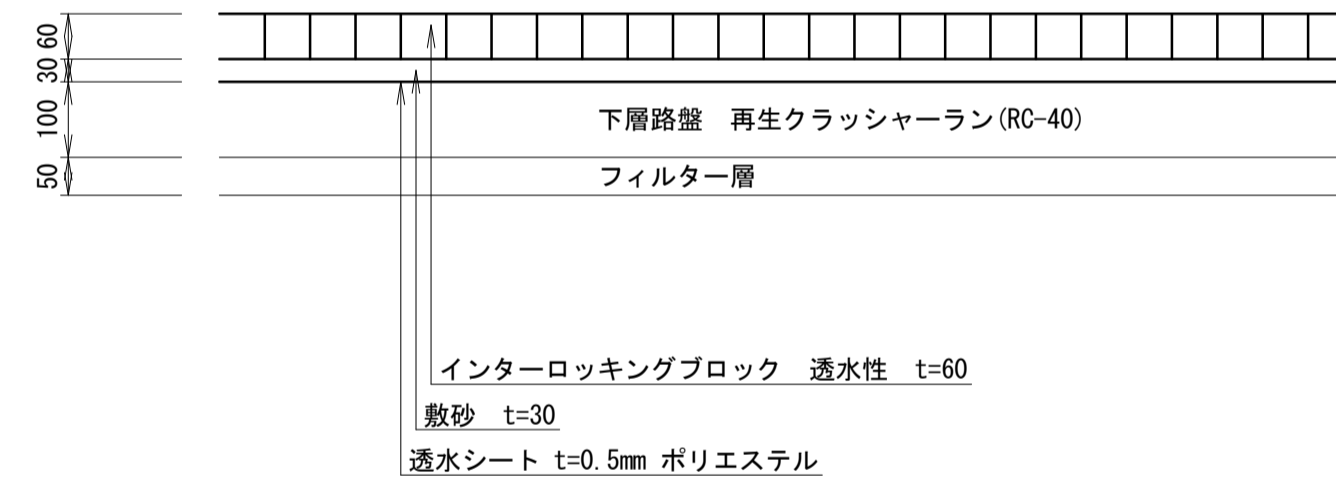 60
30
100
50
下層路盤　再生クラッシャーラン(RC-40)
フィルター層
インターロッキングブロック　透水性　t=60
敷砂　t=30
透水シート t=0.5mm ポリエステル